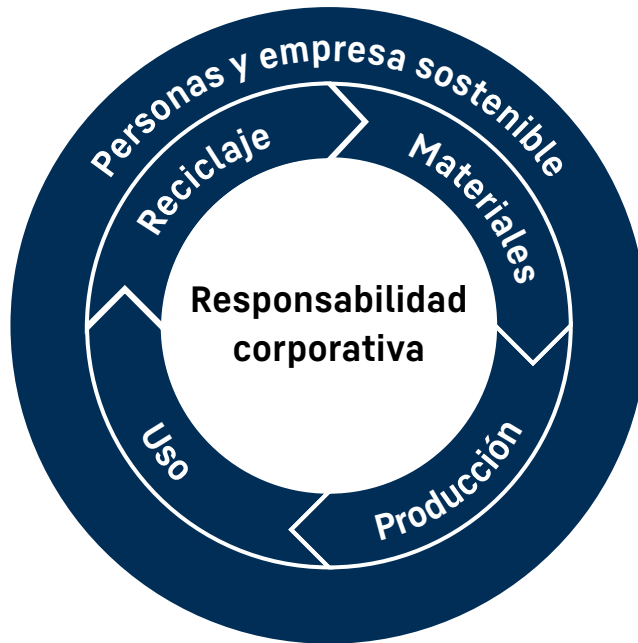 Personas y empresa sostenible
Reciclaje
Materiales
Responsabilidad
corporativa
Uso
Producción